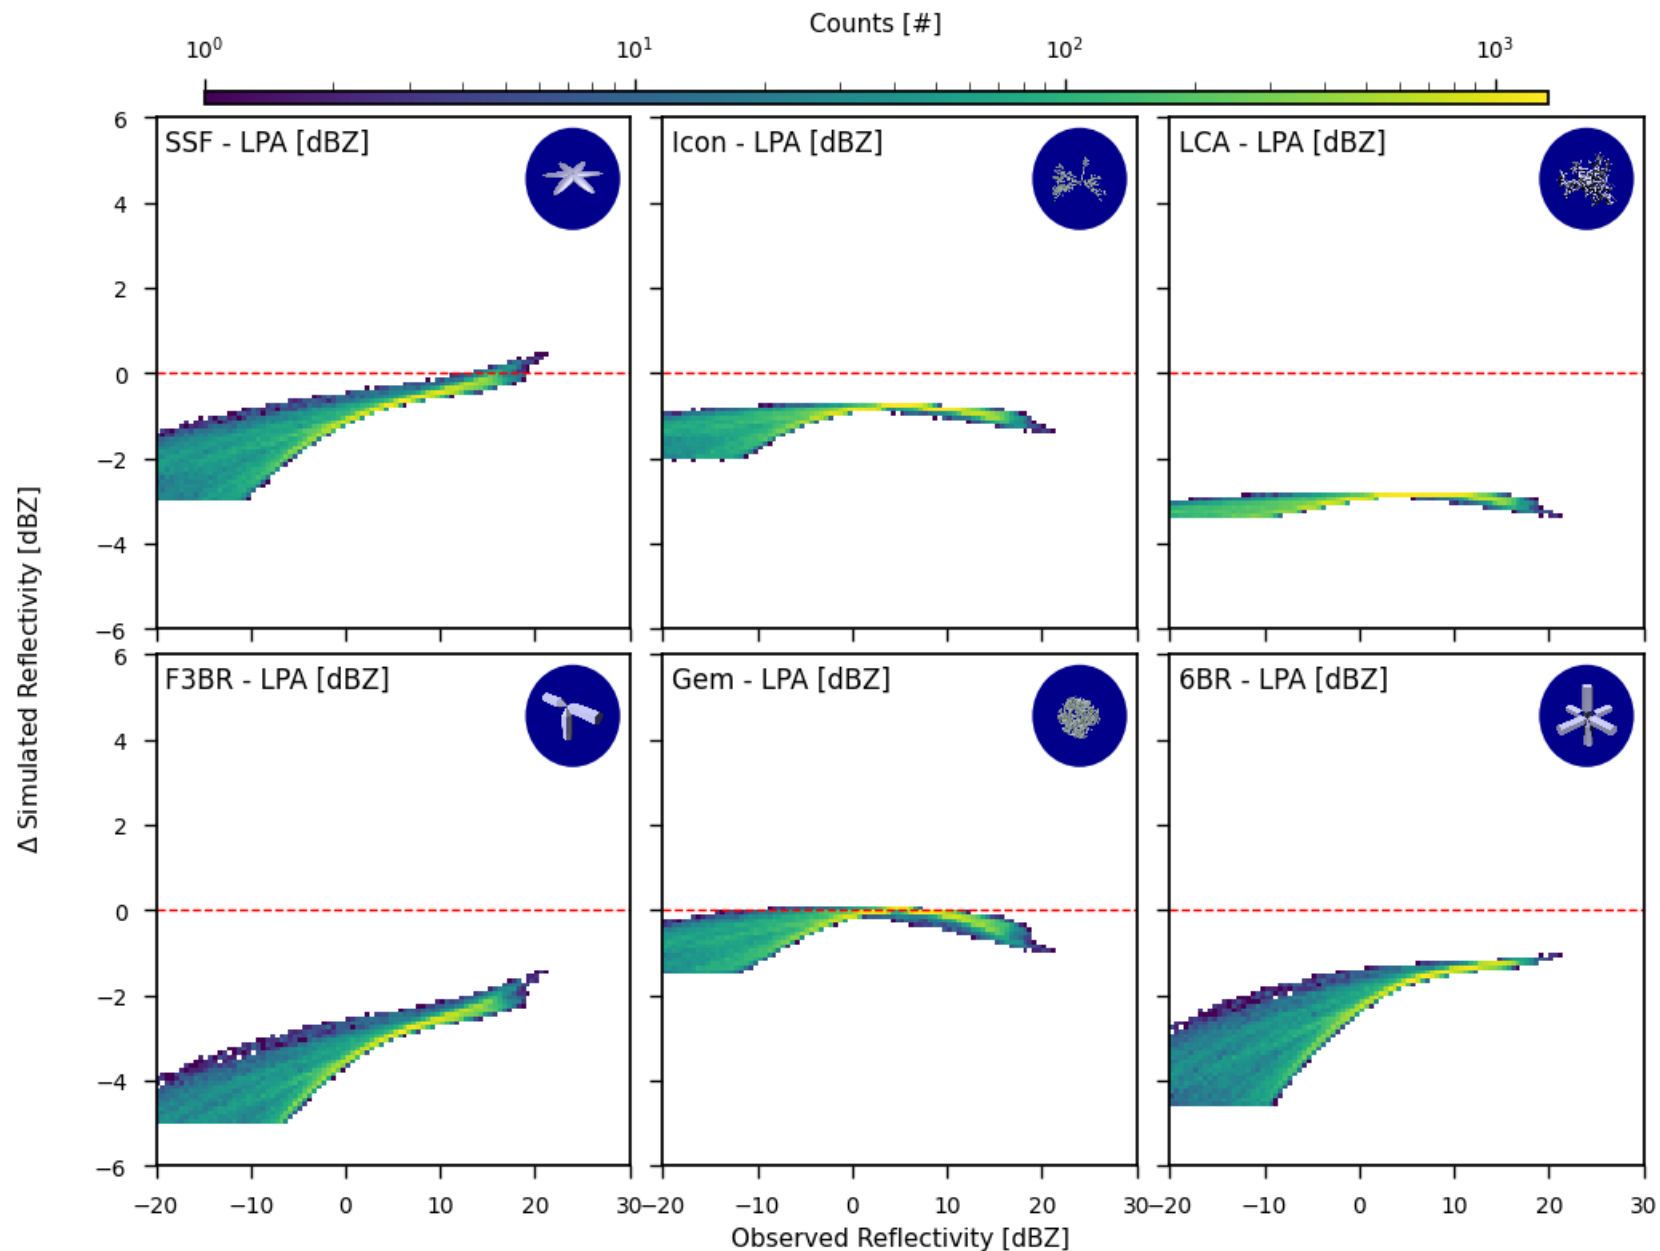 Counts [#]
10⁰ 10¹ 10² 10³
SSF - LPA [dBZ] Icon - LPA [dBZ] LCA - LPA [dBZ]
6
4
2
0
−2
−4
−6
F3BR - LPA [dBZ] Gem - LPA [dBZ] 6BR - LPA [dBZ]
6
4
2
0
−2
−4
−6
Δ Simulated Reflectivity [dBZ]
−20 −10 0 10 20 30 −20 −10 0 10 20 30 −20 −10 0 10 20 30
Observed Reflectivity [dBZ]